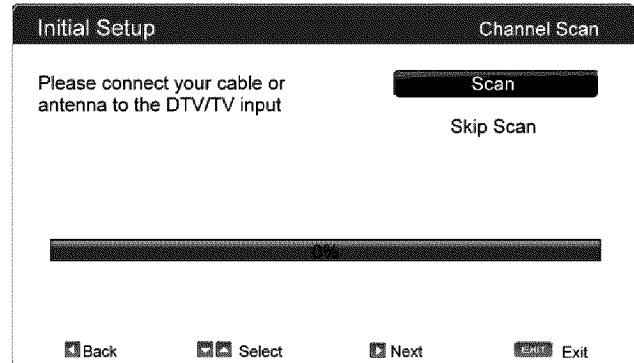 Initial Setup Channel Scan
Please connect your cable or
antenna to the DTV/TV input
Scan
Skip Scan
0%
Back Select Next EXIT Exit